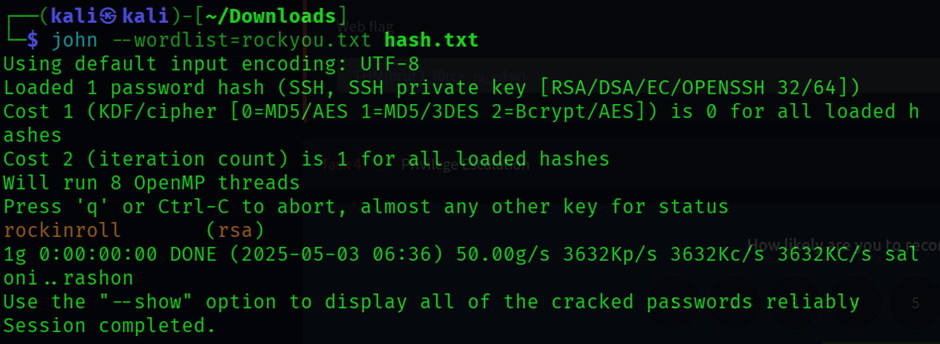 ┌──(kali㉿kali)-[~/Downloads]
└─$ john --wordlist=rockyou.txt hash.txt
Web flag
Using default input encoding: UTF-8
Loaded 1 password hash (SSH, SSH private key [RSA/DSA/EC/OPENSSH 32/64])
Cost 1 (KDF/cipher [0=MD5/AES 1=MD5/3DES 2=Bcrypt/AES]) is 0 for all loaded h
ashes
Cost 2 (iteration count) is 1 for all loaded hashes
Privilege Escalation
Will run 8 OpenMP threads
Press 'q' or Ctrl-C to abort, almost any other key for status
rockinroll       (rsa)
How likely are you to reco
1g 0:00:00:00 DONE (2025-05-03 06:36) 50.00g/s 3632Kp/s 3632Kc/s 3632KC/s sal
oni..rashon
Use the "--show" option to display all of the cracked passwords reliably
5
Session completed.